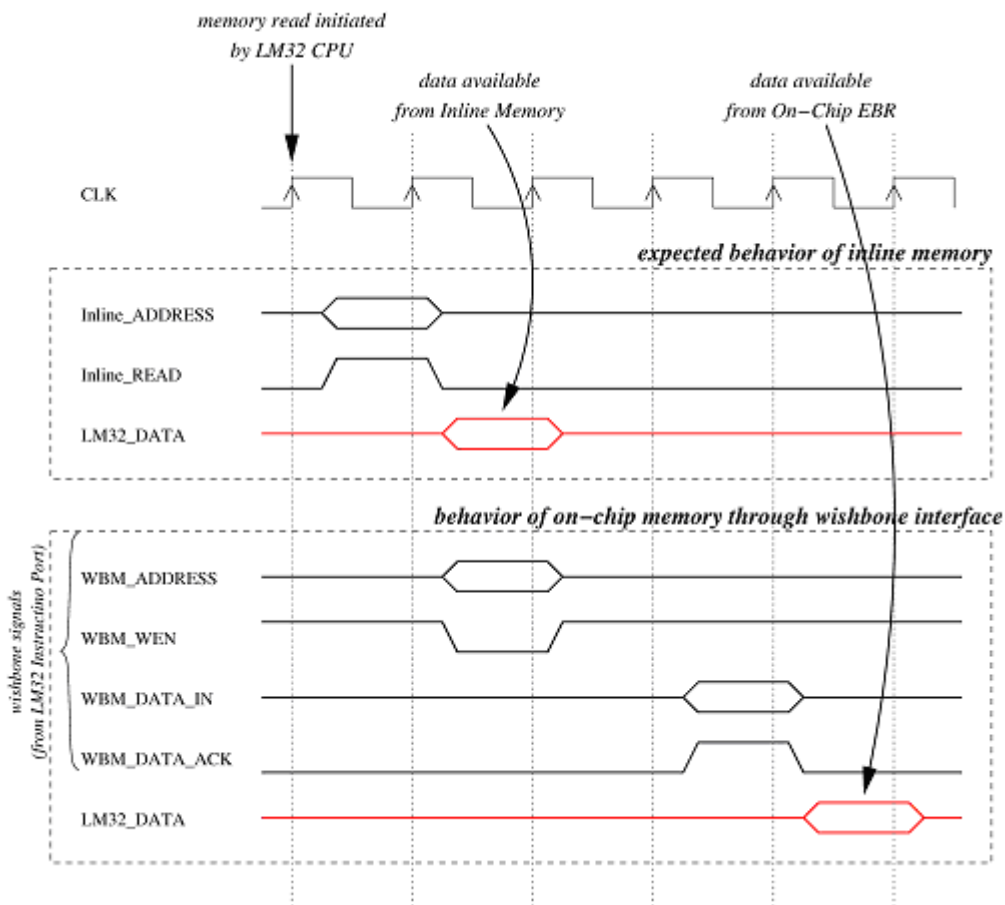 memory read initiated
by LM32 CPU
data available
from Inline Memory
data available
from On-Chip EBR
CLK
expected behavior of inline memory
Inline_ADDRESS
Inline_READ
LM32_DATA
behavior of on-chip memory through wishbone interface
wishbone signals
(from LM32 Instructino Port)
WBM_ADDRESS
WBM_WEN
WBM_DATA_IN
WBM_DATA_ACK
LM32_DATA